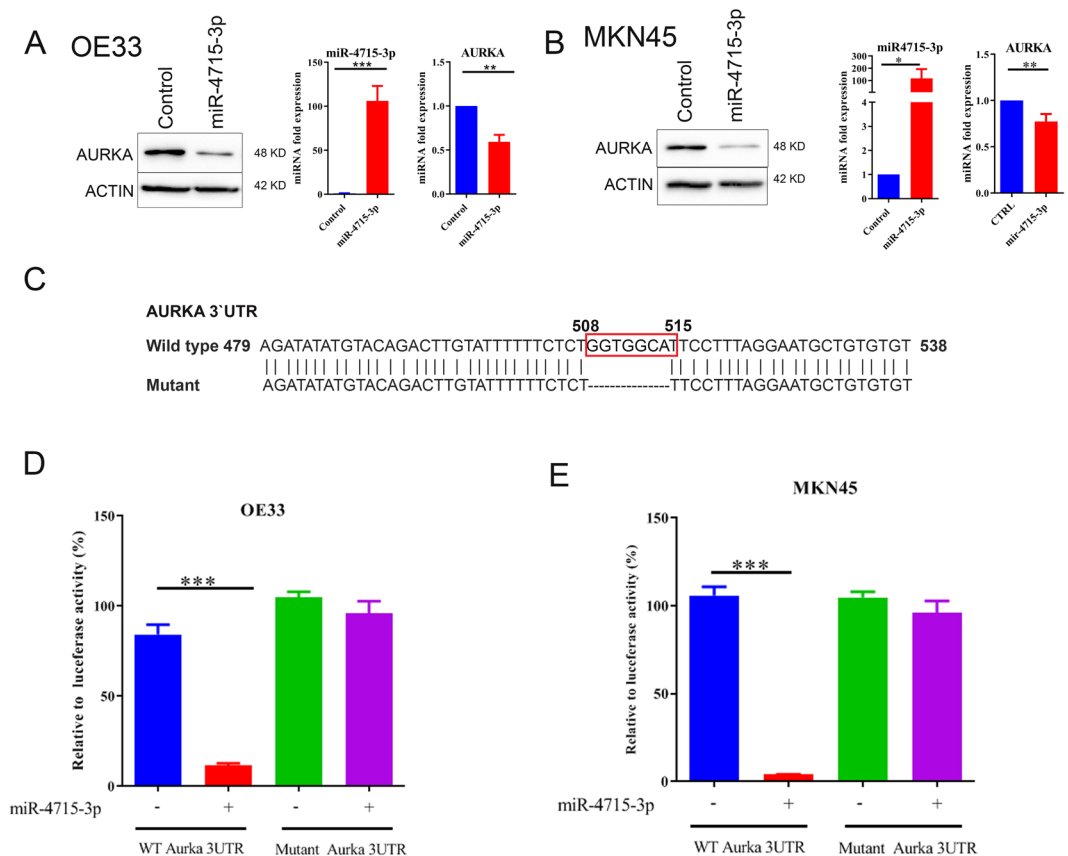 A
OE33
Control
miR-4715-3p
AURKA
48 KD
ACTIN
42 KD
miR-4715-3p
***
miRNA fold expression
150
100
50
0
Control
miR-4715-3p
AURKA
**
miRNA fold expression
1.5
1.0
0.5
0.0
Control
miR-4715-3p
B
MKN45
Control
miR-4715-3p
AURKA
48 KD
ACTIN
42 KD
miR4715-3p
*
miRNA fold expression
300
200
100
4
3
2
1
0
Control
miR-4715-3p
AURKA
**
miRNA fold expression
1.5
1.0
0.5
0.0
CTRL
mir-4715-3p
C
AURKA 3`UTR
508 515
Wild type 479 AGATATATGTACAGACTTGTATTTTTTCTCTGGTGGCATTCCTTTAGGAATGCTGTGTGT 538
Mutant AGATATATGTACAGACTTGTATTTTTTCTCT---------------TTCCTTTAGGAATGCTGTGTGT
D
OE33
Relative to luceferase activity (%)
150
100
50
0
***
miR-4715-3p - + - +
WT Aurka 3UTR Mutant Aurka 3UTR
E
MKN45
Relative to luceferase activity (%)
150
100
50
0
***
miR-4715-3p - + - +
WT Aurka 3UTR Mutant Aurka 3UTR